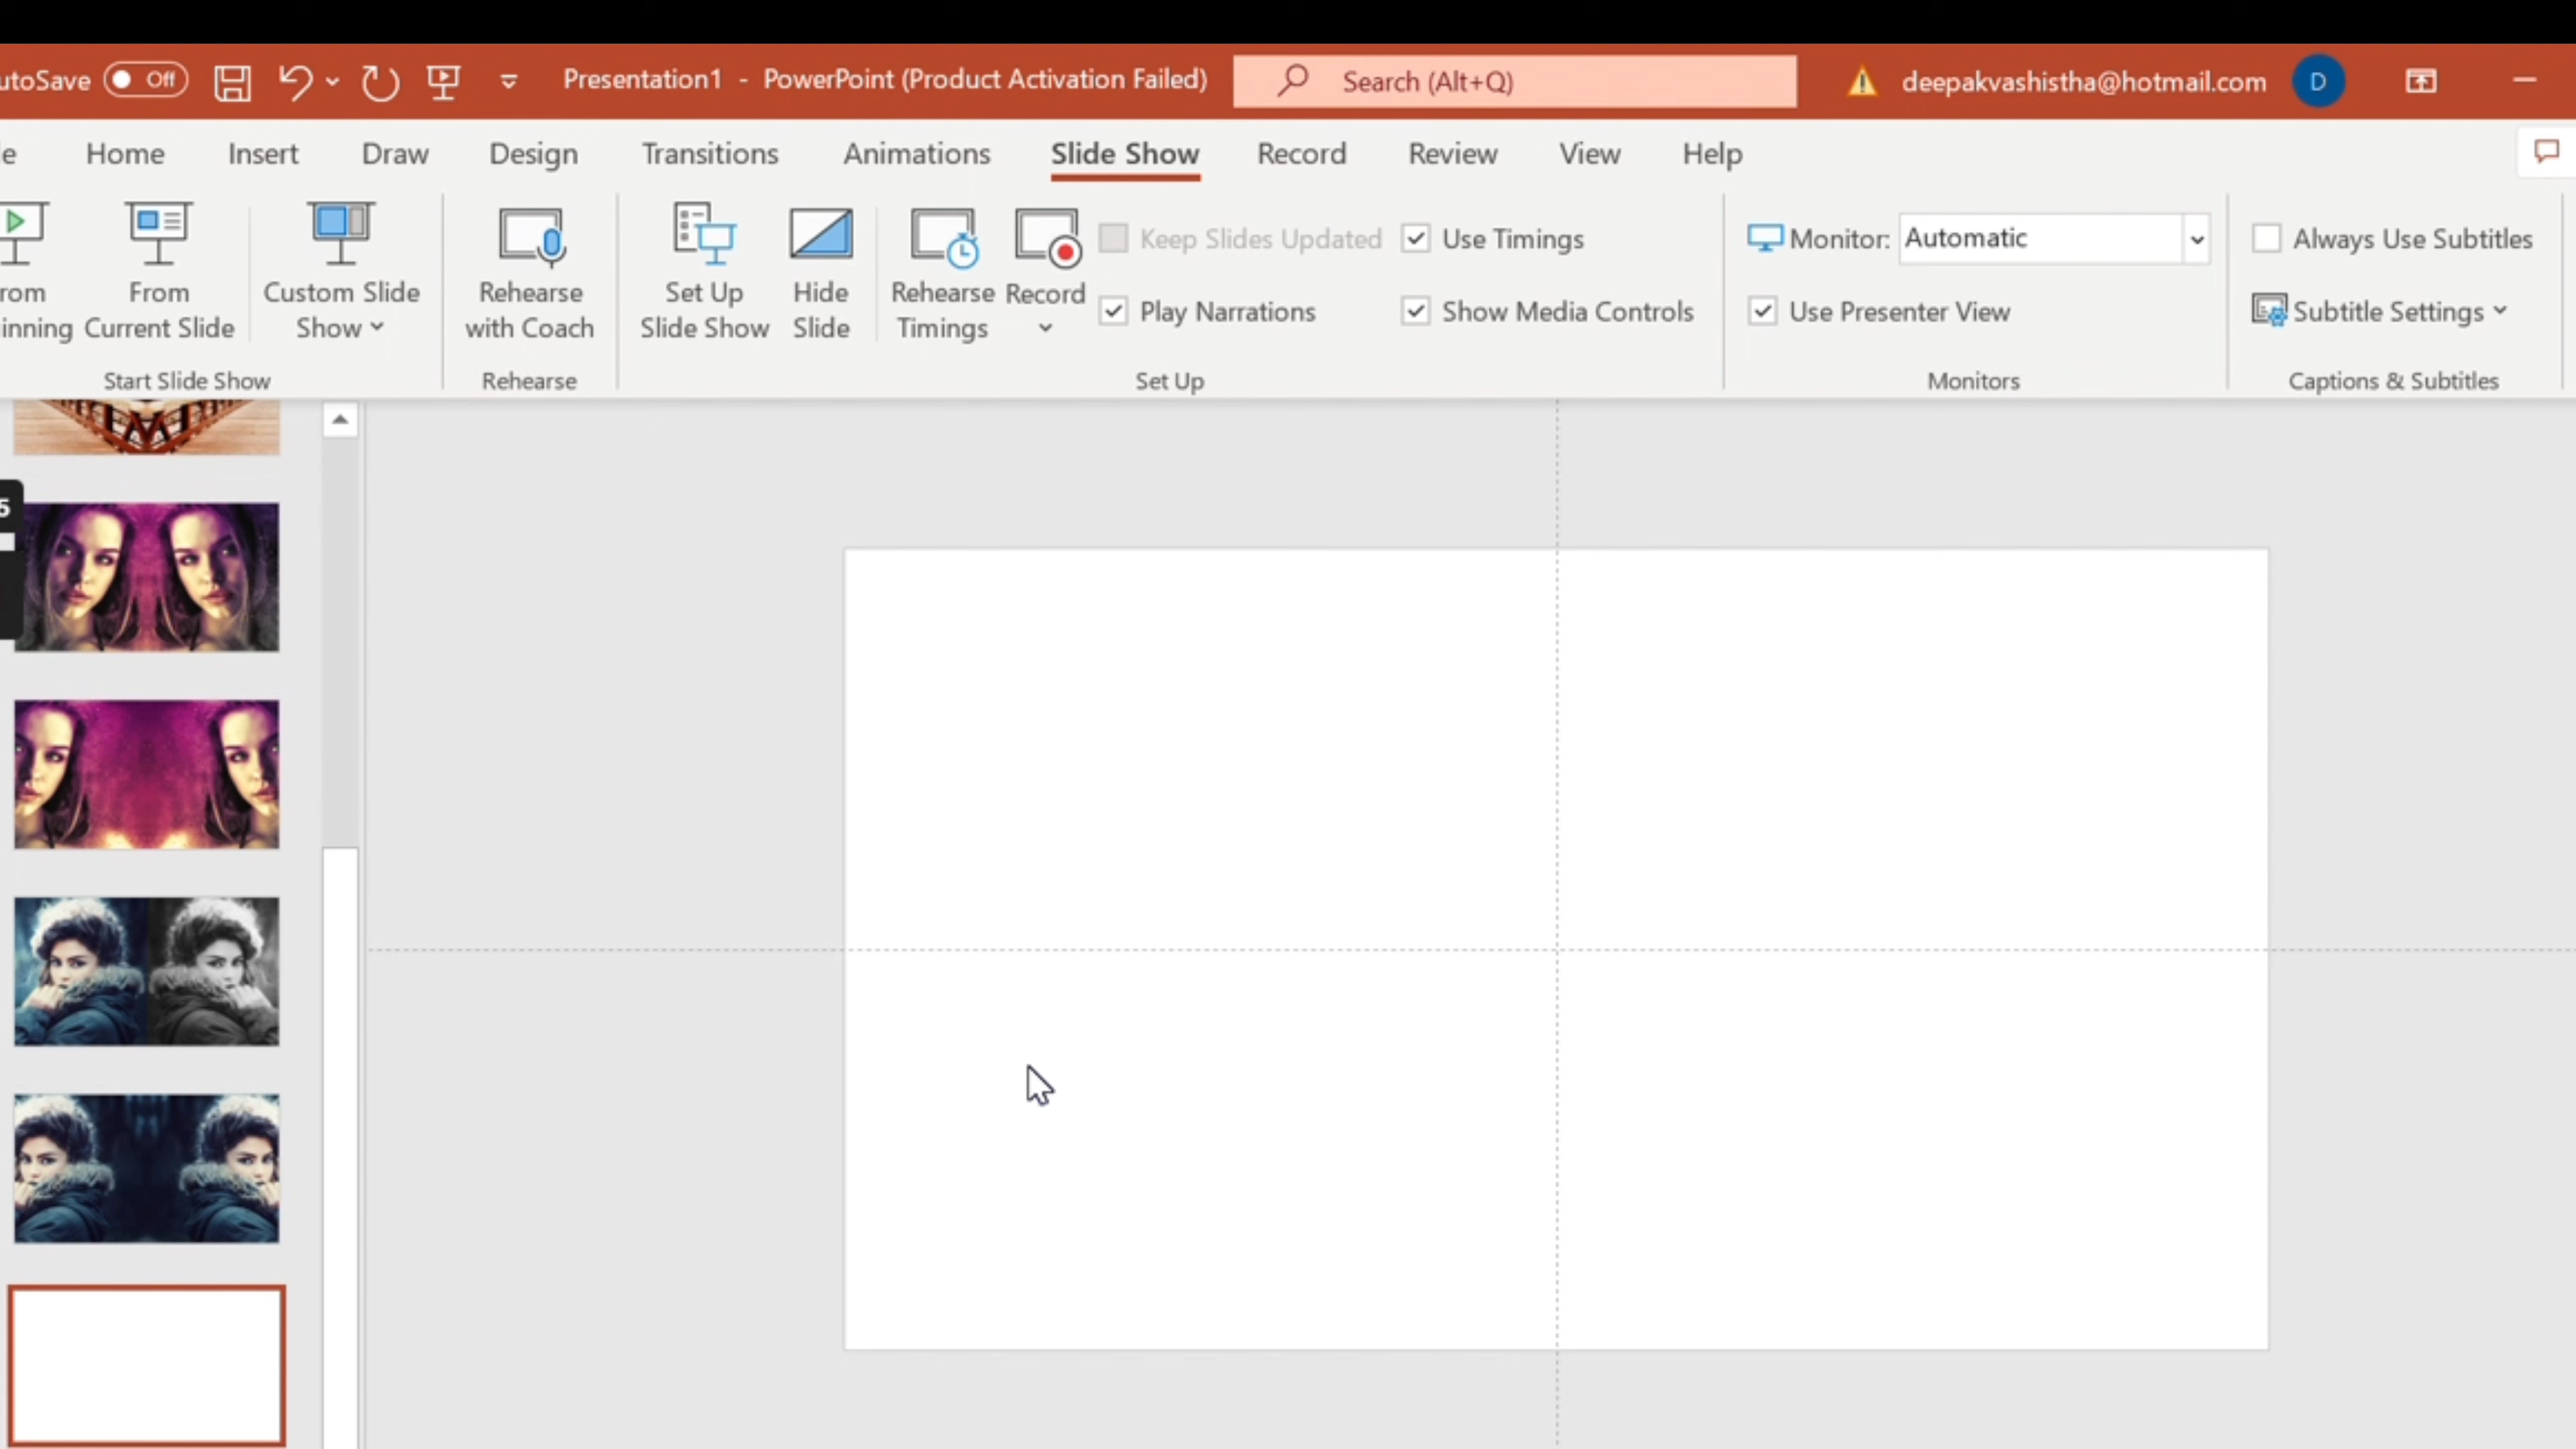 utoSave Off Presentation1 - PowerPoint (Product Activation Failed) Search (Alt+Q) deepakvashistha@hotmail.com D
e Home Insert Draw Design Transitions Animations Slide Show Record Review View Help
Keep Slides Updated Use Timings Monitor: Automatic Always Use Subtitles
rom From Custom Slide Rehearse Set Up Hide Rehearse Record Play Narrations Show Media Controls Use Presenter View Subtitle Settings
inning Current Slide Show with Coach Slide Show Slide Timings
Start Slide Show Rehearse Set Up Monitors Captions & Subtitles
5